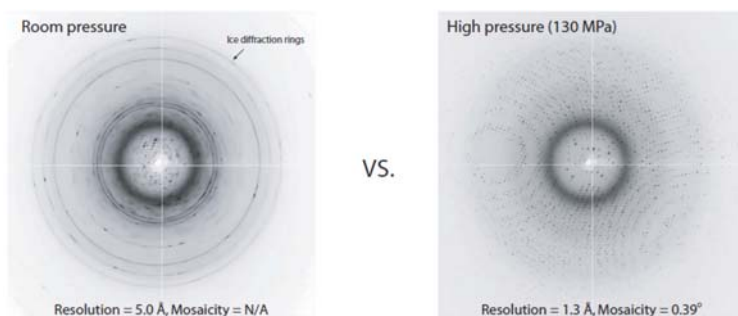 Room pressure
Ice diffraction rings
Resolution = 5.0 Å, Mosaicity = N/A
VS.
High pressure (130 MPa)
Resolution = 1.3 Å, Mosaicity = 0.39°